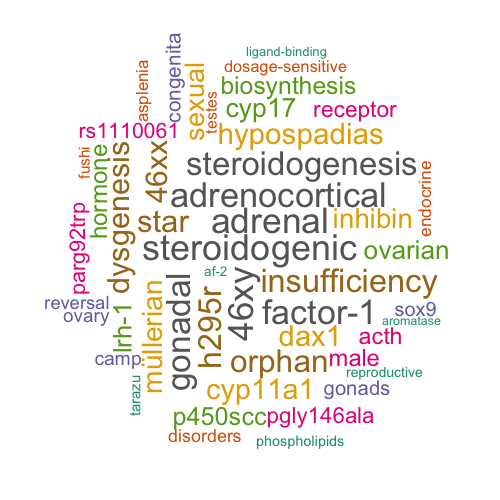 ligand-binding
dosage-sensitive
biosynthesis
asplenia
congenita
sexual
testes
cyp17
receptor
rs1110061
hypospadias
fushi
hormone
dysgenesis
46xx
steroidogenesis
adrenocortical
endocrine
parg92trp
star
adrenal
inhibin
steroidogenic
ovarian
af-2
insufficiency
reversal
ovary
lrh-1
müllerian
gonadal
h295r
46xy
factor-1
sox9
aromatase
dax1
acth
camp
orphan
male
reproductive
tarazu
cyp11a1
gonads
p450scc
pgly146ala
disorders
phospholipids